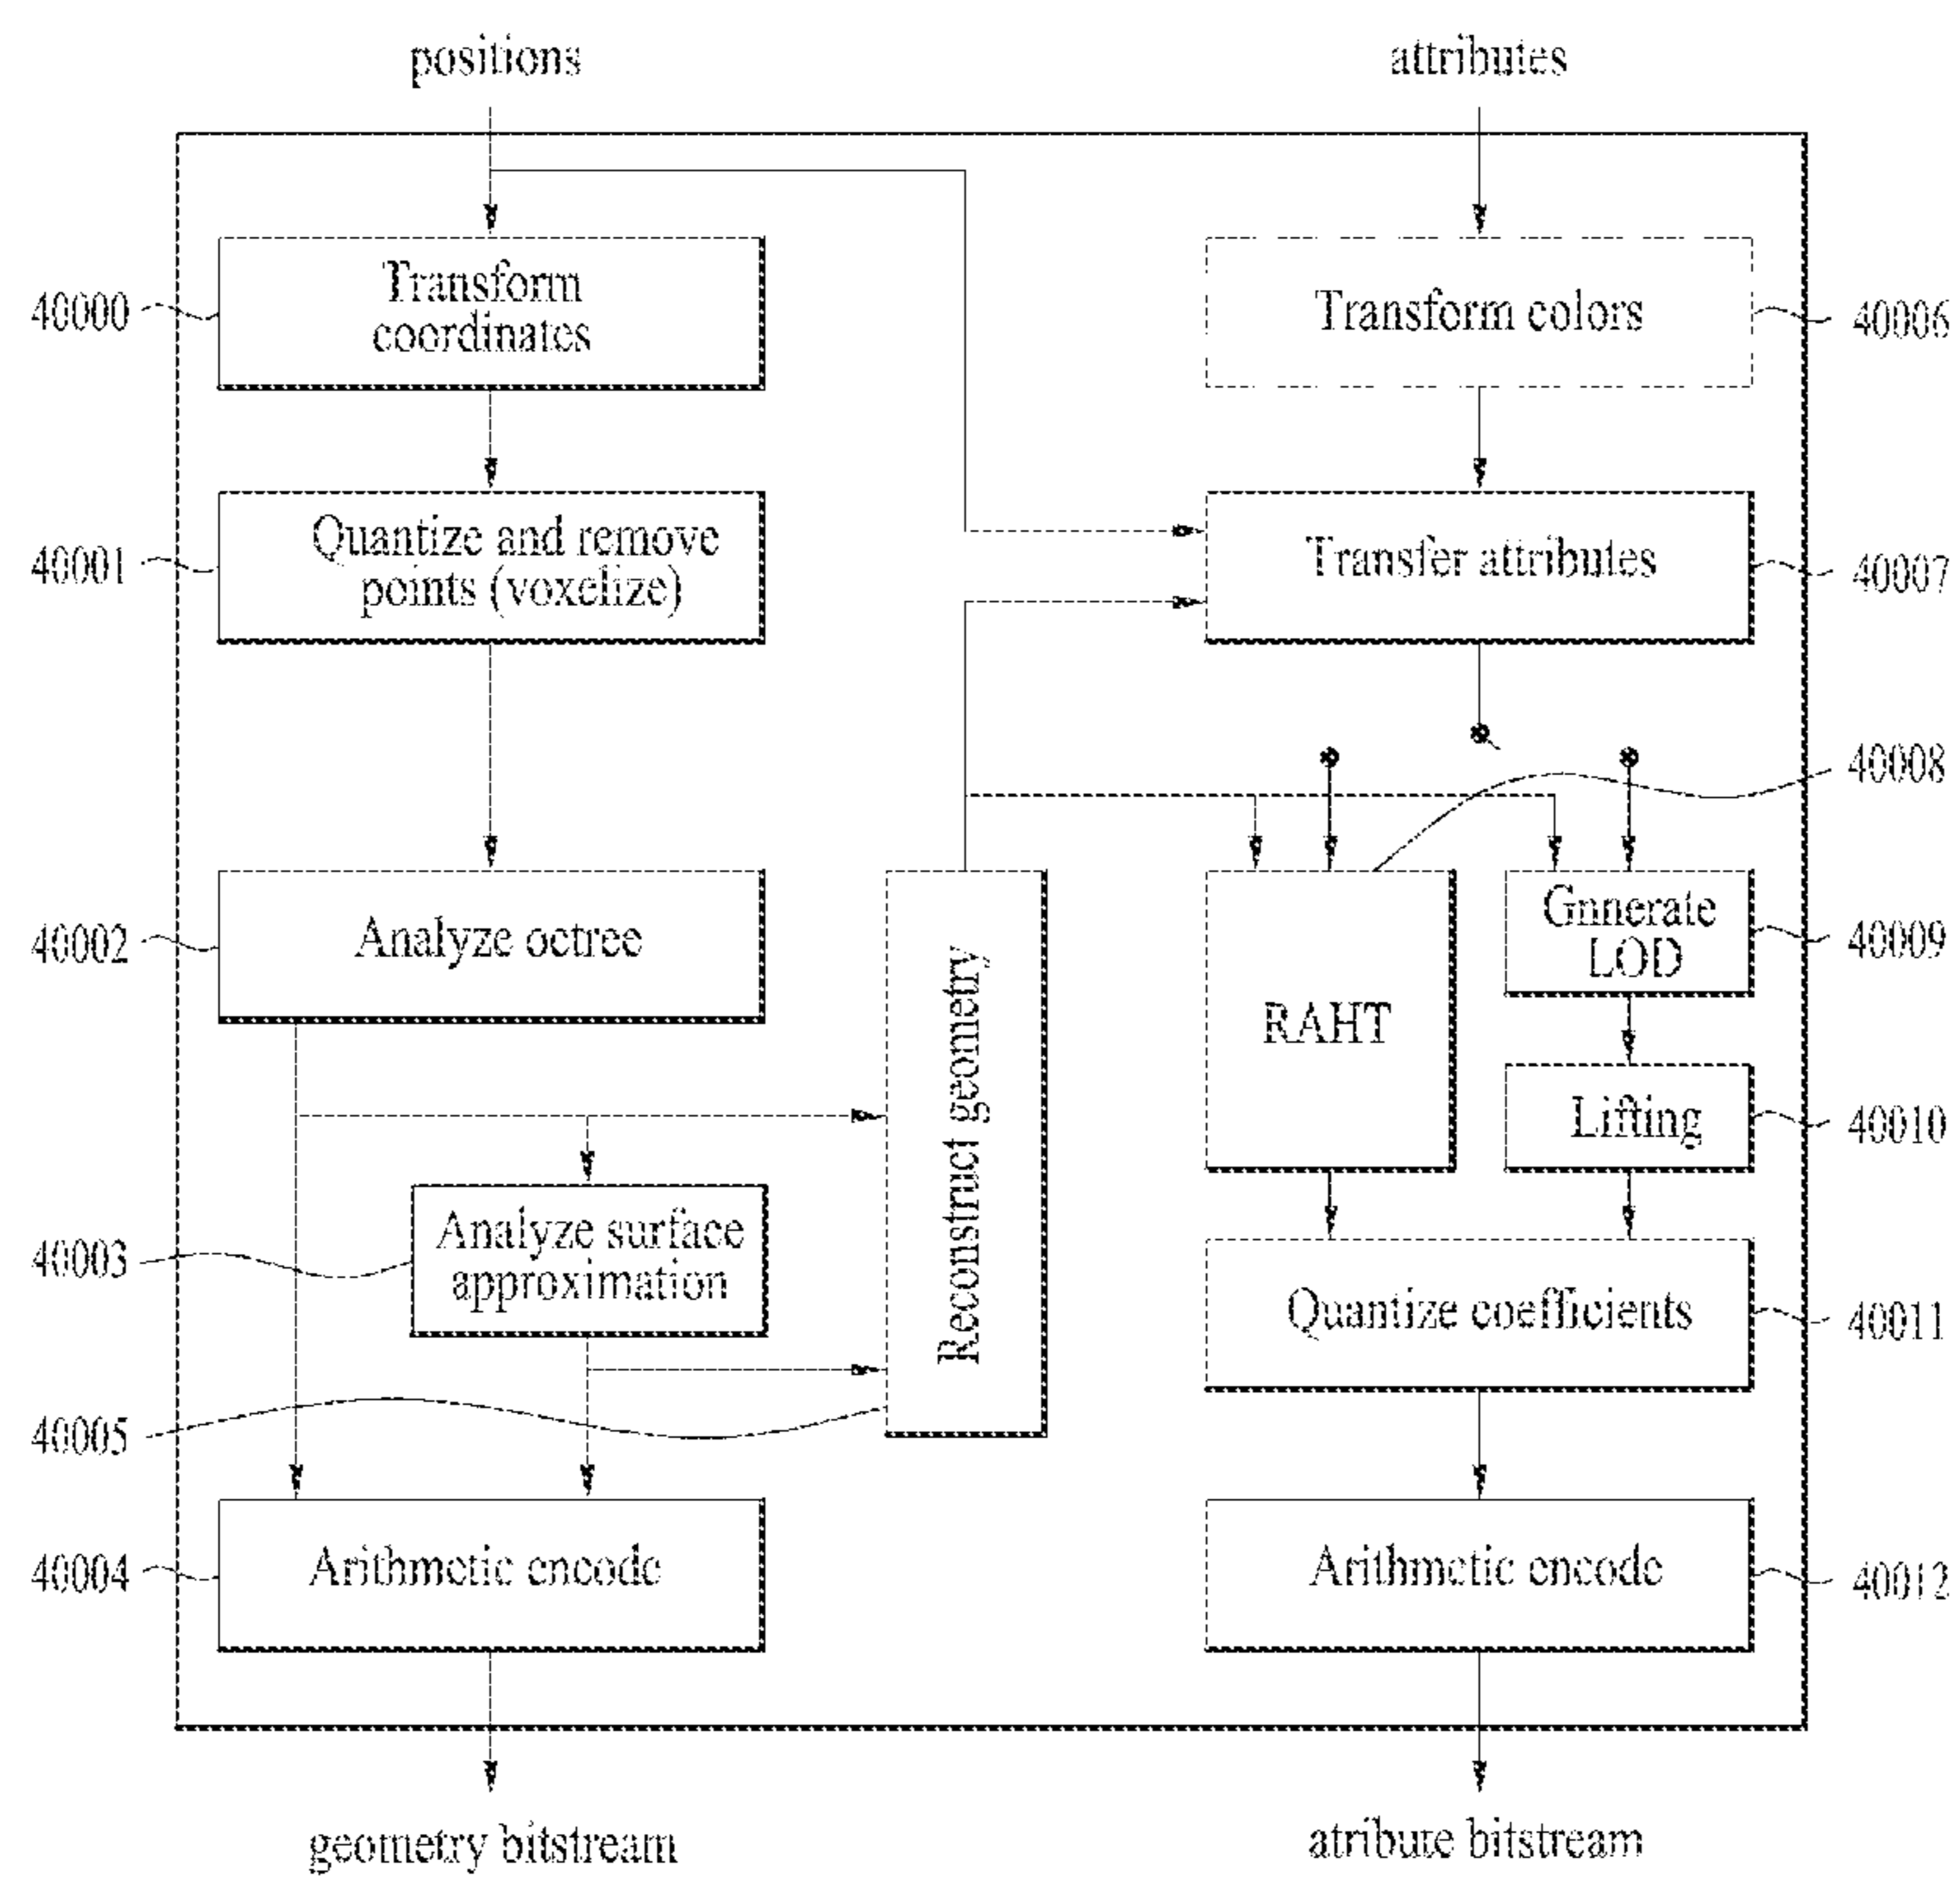 positions
attributes
Transform
coordinates
40000
Transform colors
40006
Quantize and remove
points (voxelize)
40001
Transfer attributes
40007
40008
Analyze octree
40002
Reconstruct geometry
RAHT
Gnnerate
LOD
40009
Lifting
40010
Analyze surface
approximation
40003
Quantize coefficients
40011
40005
Arithmetic encode
40004
Arithmetic encode
40012
geometry bitstream
atribute bitstream